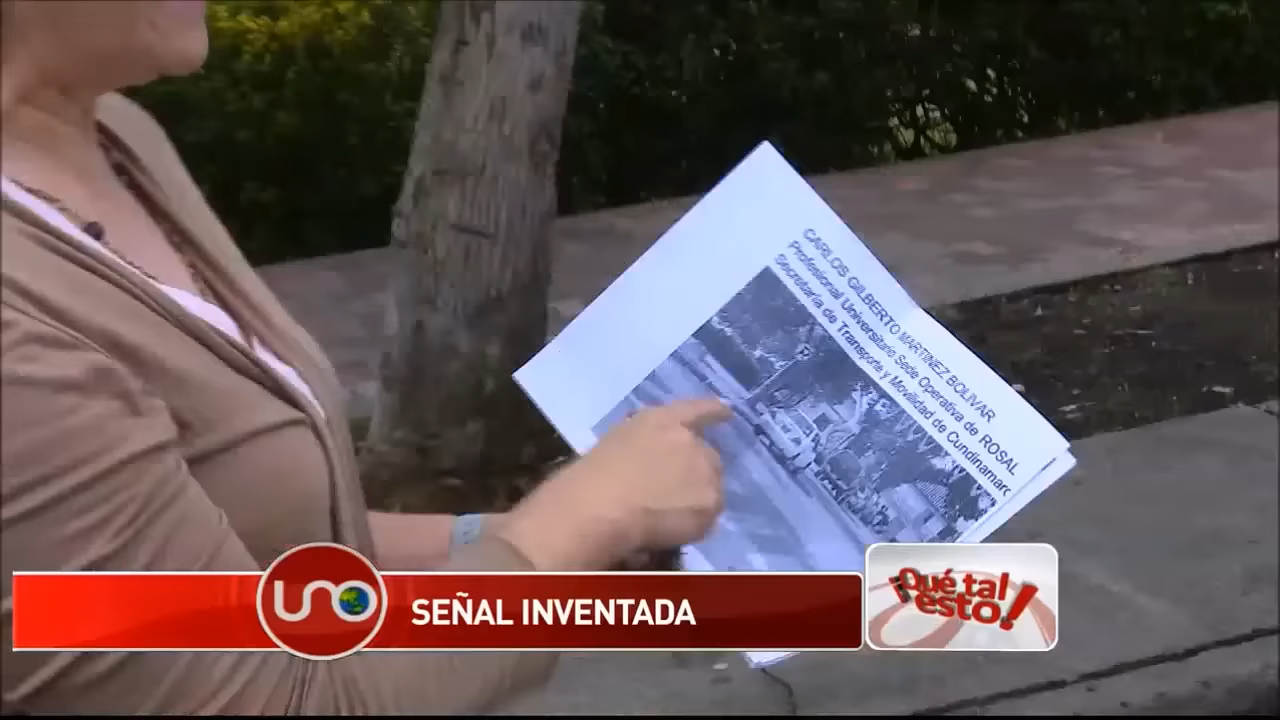 CARLOS GILBERTO MARTINEZ BOLIVAR
Profesional Universitario Sede Operativa de ROSAL
Secretaría de Transporte y Movilidad de Cundinamarc
UNO
SEÑAL INVENTADA
¡Qué tal
esto!